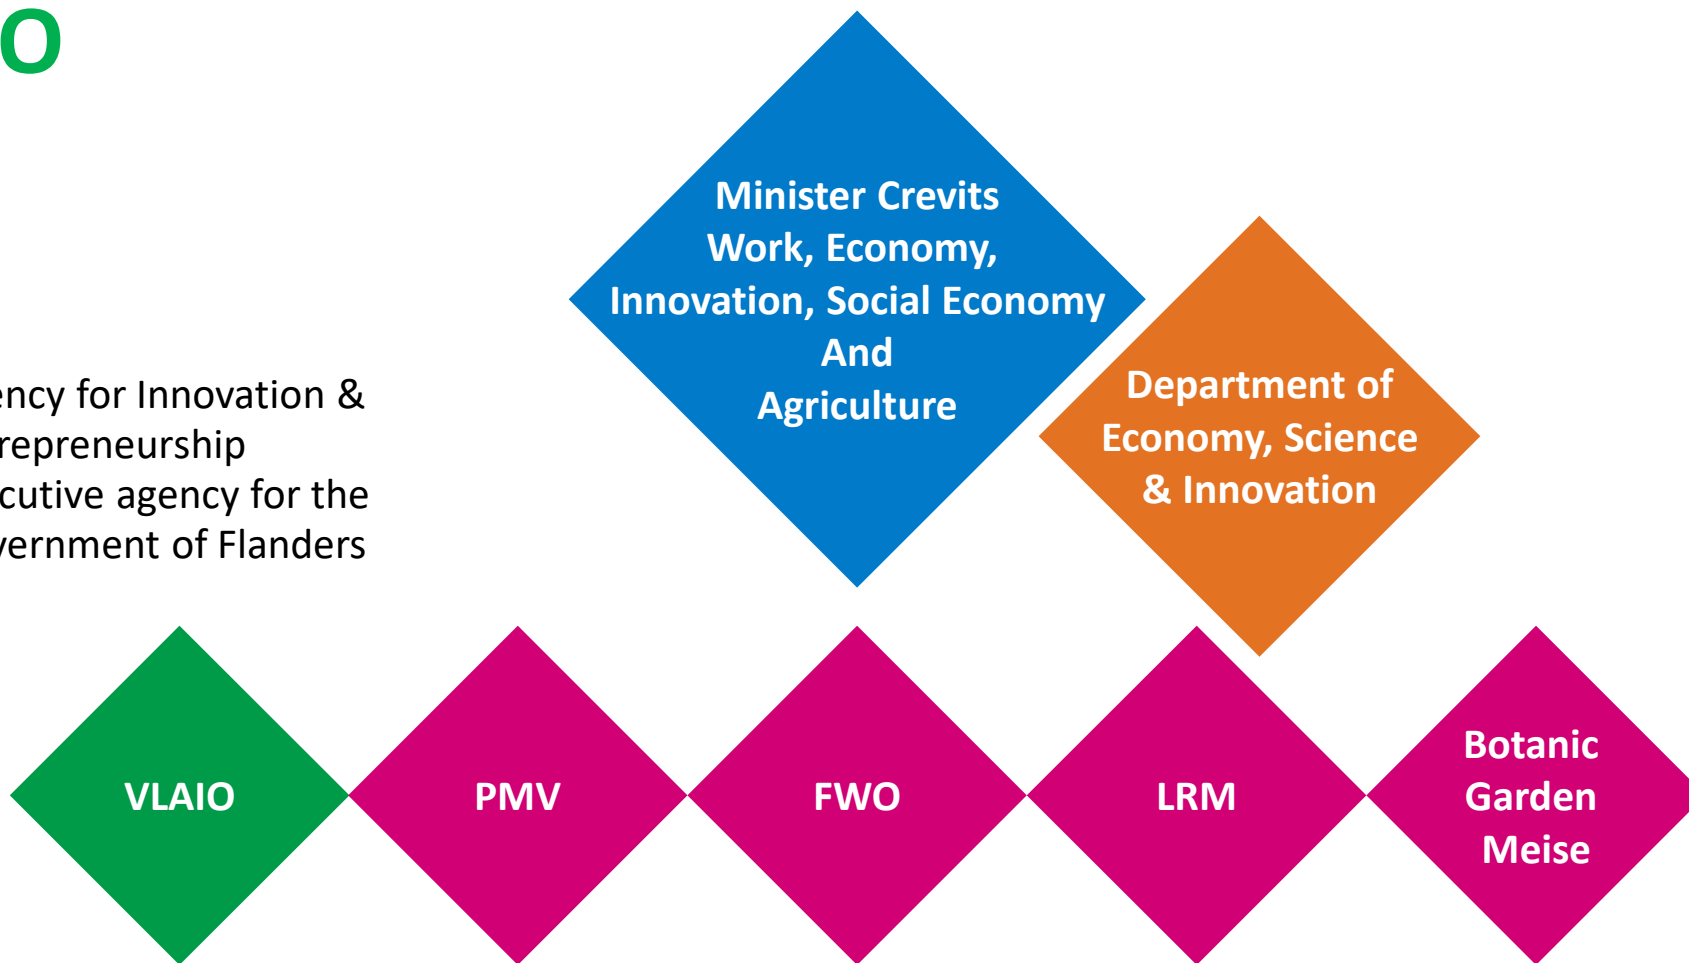 O
Minister Crevits
Work, Economy,
Innovation, Social Economy
And
Agriculture
Department of
Economy, Science
& Innovation
ency for Innovation &
repreneurship
cutive agency for the
vernment of Flanders
VLAIO
PMV
FWO
LRM
Botanic
Garden
Meise